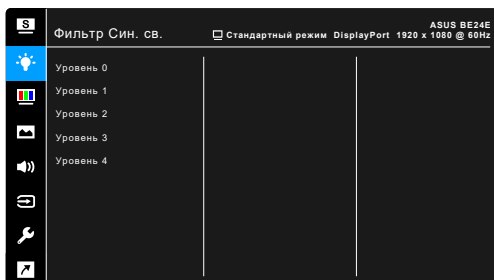 S
ASUS BE24E
Фильтр Син. св.
Стандартный режим DisplayPort 1920 x 1080 @ 60Hz
Уровень 0
Уровень 1
Уровень 2
Уровень 3
Уровень 4